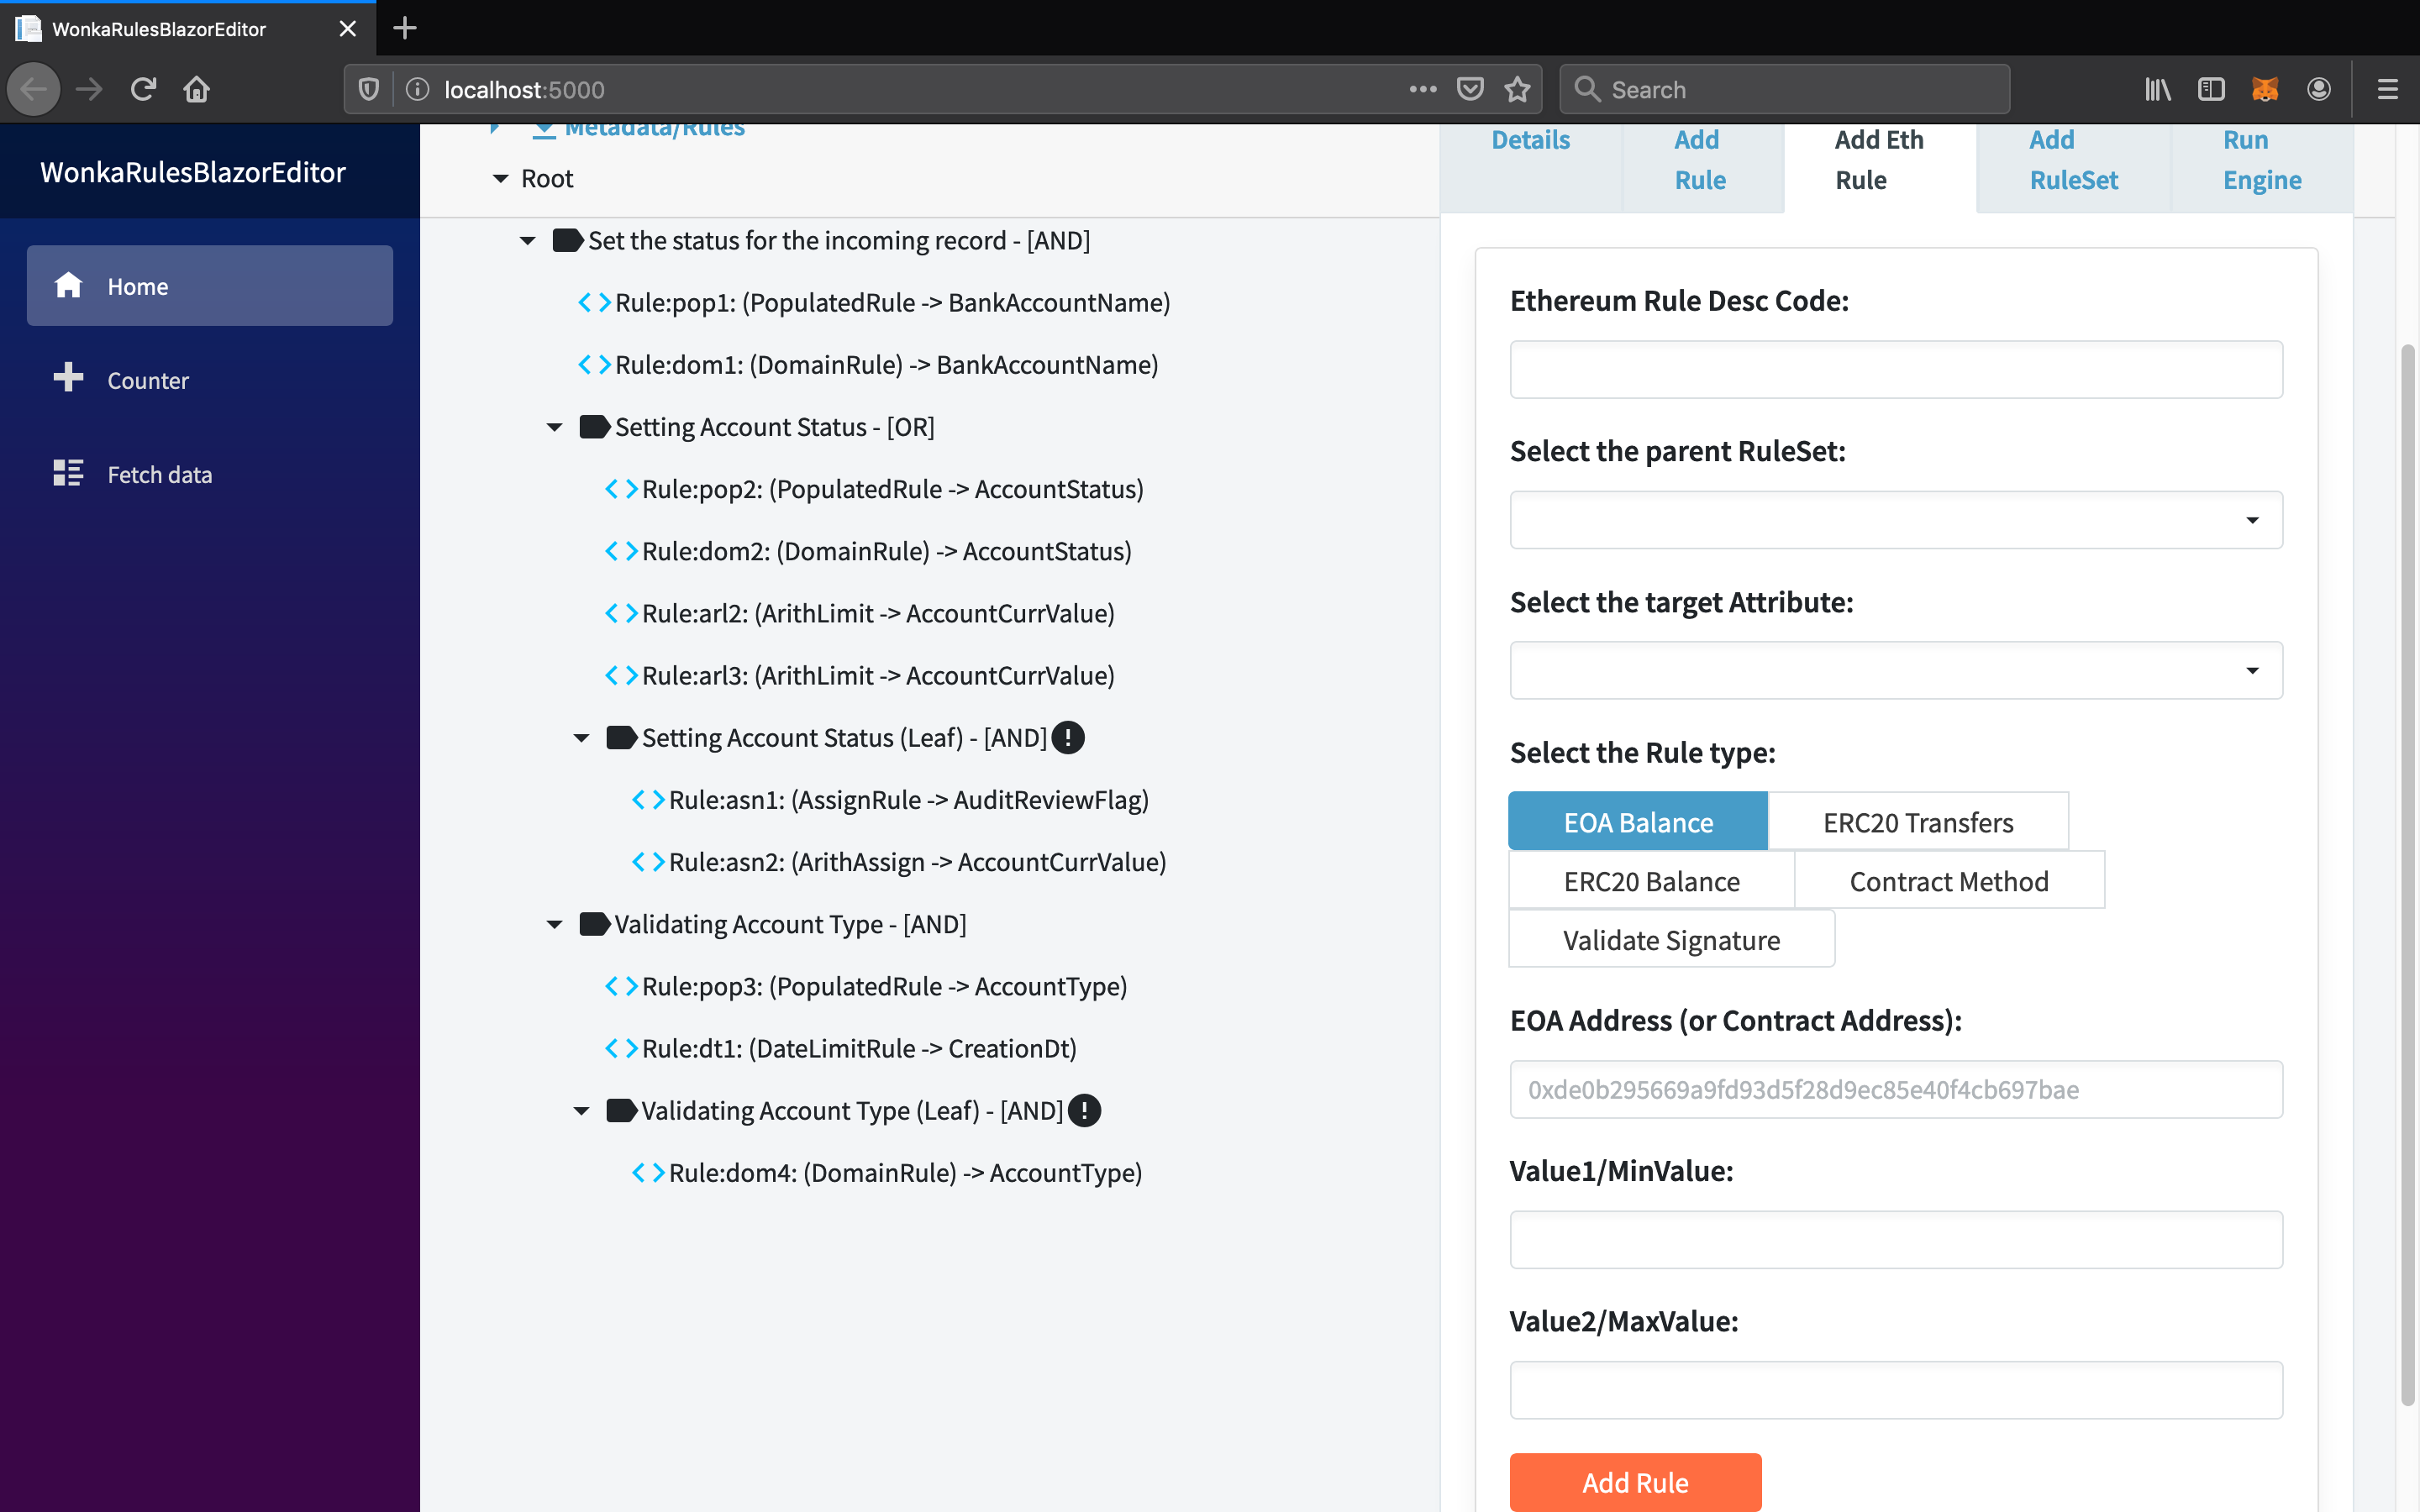 WonkaRulesBlazorEditor
localhost:5000
Search
WonkaRulesBlazorEditor
Home
Counter
Fetch data
Metadata/Rules
Root
Set the status for the incoming record - [AND]
Rule:pop1: (PopulatedRule -> BankAccountName)
Rule:dom1: (DomainRule) -> BankAccountName)
Setting Account Status - [OR]
Rule:pop2: (PopulatedRule -> AccountStatus)
Rule:dom2: (DomainRule) -> AccountStatus)
Rule:arl2: (ArithLimit -> AccountCurrValue)
Rule:arl3: (ArithLimit -> AccountCurrValue)
Setting Account Status (Leaf) - [AND]
Rule:asn1: (AssignRule -> AuditReviewFlag)
Rule:asn2: (ArithAssign -> AccountCurrValue)
Validating Account Type - [AND]
Rule:pop3: (PopulatedRule -> AccountType)
Rule:dt1: (DateLimitRule -> CreationDt)
Validating Account Type (Leaf) - [AND]
Rule:dom4: (DomainRule) -> AccountType)
Details
Add
Rule
Add Eth
Rule
Add
RuleSet
Run
Engine
Ethereum Rule Desc Code:
Select the parent RuleSet:
Select the target Attribute:
Select the Rule type:
EOA Balance
ERC20 Transfers
ERC20 Balance
Contract Method
Validate Signature
EOA Address (or Contract Address):
0xde0b295669a9fd93d5f28d9ec85e40f4cb697bae
Value1/MinValue:
Value2/MaxValue:
Add Rule